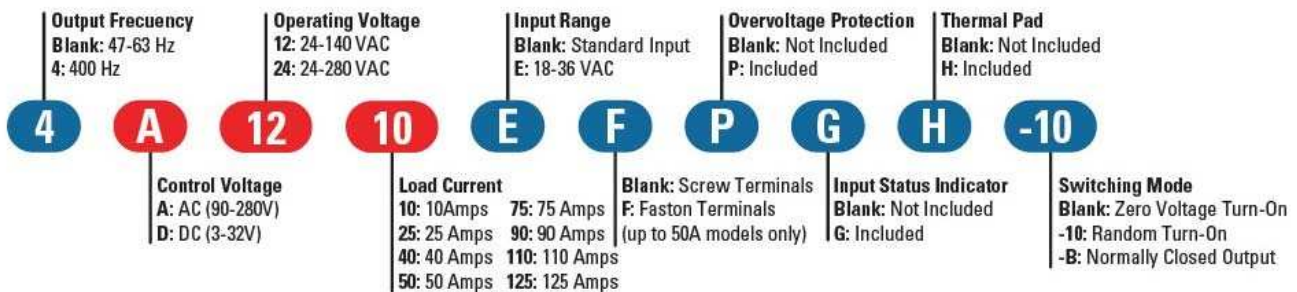 Output Frecuency
Blank: 47-63 Hz
4: 400 Hz
Operating Voltage
12: 24-140 VAC
24: 24-280 VAC
Input Range
Blank: Standard Input
E: 18-36 VAC
Overvoltage Protection
Blank: Not Included
P: Included
Thermal Pad
Blank: Not Included
H: Included
4 A 12 10 E F P G H -10
Control Voltage
A: AC (90-280V)
D: DC (3-32V)
Load Current
10: 10Amps 75: 75 Amps
25: 25 Amps 90: 90 Amps
40: 40 Amps 110: 110 Amps
50: 50 Amps 125: 125 Amps
Blank: Screw Terminals
F: Faston Terminals
(up to 50A models only)
Input Status Indicator
Blank: Not Included
G: Included
Switching Mode
Blank: Zero Voltage Turn-On
-10: Random Turn-On
-B: Normally Closed Output